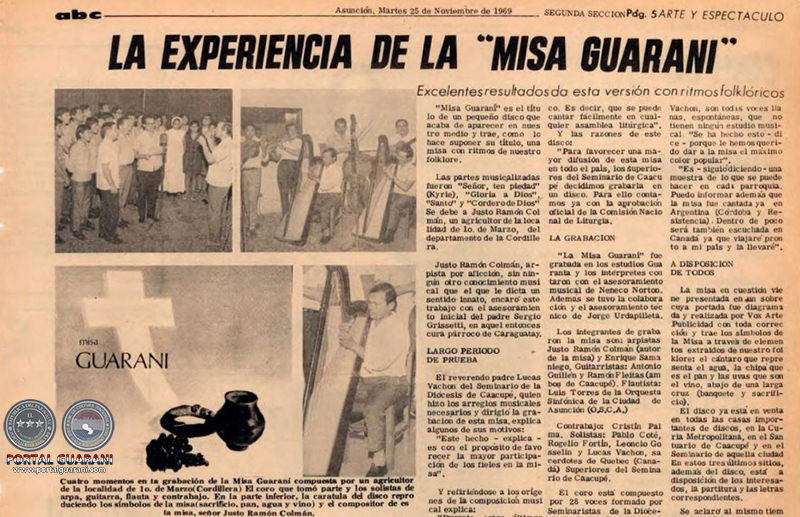 abc
Asunción, Martes 25 de Noviembre de 1969
SEGUNDA SECCION Pdg. 5 ARTE Y ESPECTACULO
LA EXPERIENCIA DE LA "MISA GUARANI"
Excelentes resultados da esta versión con ritmos folklóricos
misa
GUARANI
PORTAL GUARANI
www.portalguarani.com
Cuatro momentos en la grabación de la Misa Guaraní compuesta por un agricultor
de la localidad de 1o. de Marzo(Cordillera) El coro que tomó parte y los solistas de
arpa, guitarra, flauta y contrabajo. En la parte inferior, la caratula del disco repro
duciendo los símbolos de la misa(sacrificio, pan, agua y vino) y el compositor de es
la misa, señor Justo Ramón Colmán.
"Misa Guaraní" es el títu
lo de un pequeño disco que
acaba de aparecer en nues
tro medio y trae, como lo
hace suponer su título, una
misa con ritmos de nuestro
folklore.
Las partes musicalizadas
fueron "Señor, ten piedad"
(Kyrie), "Gloria a Dios",
"Santo" y "Cordero de Dios"
Se debe a Justo Ramón Col
mán, un agricultor de la loca
lidad de 1o. de Marzo, del
departamento de la Cordille
ra.
Justo Ramón Colmán, ar-
pista por afición, sin nin-
gún otro conocimiento musi
cal que el que le dicta un
sentido innato, encaró este
trabajo con el asesoramien
to inicial del padre Sergio
Grissetti, en aquel entonces
cura párroco de Caraguatay.
LARGO PERIODO
DE PRUEBA
El reverendo padre Lucas
Vachon del Seminario de la
Diócesis de Caacupé, quien
hizo los arreglos musicales
necesarios y dirigió la gra-
bación de esta misa, explica
algunos de sus motivos:
"Este hecho - explica -
es con el propósito de favo
recer la mayor participa-
ción de los fieles en la mi-
sa".
Y refiriéndose a los oríge
nes de la composición musi
cal explica:
co. Es decir, que se puede
cantar fácilmente en cual-
quier asamblea litúrgica".
Y las razones de este
disco:
"Para favorecer una ma-
yor difusión de esta misa
en todo el país, los superio-
res del Seminario de Caacu
pé decidimos grabarla en
un disco. Para ello conta-
mos ya con la aprobación
oficial de la Comisión Nacio
nal de Liturgia.
LA GRABACION
"La Misa Guaraní" fue
grabada en los estudios Gua
rania y los intérpretes con
taron con el asesoramiento
musical de Neneco Norton.
Ademas se tuvo la colabora
ción y el asesoramiento téc
nico de Jorge Urdapilleta.
Los integrantes de graba
ron la misa son: arpistas
Justo Ramón Colmán (autor
de la misa) y Enrique Sama
niego, Guitarristas: Antonio
Guillén y Ramón Fleitas (am
bos de Caacupé). Flautista:
Luis Torres de la Orquesta
Sinfónica de la Ciudad de
Asunción (O.S.C.A.)
Contrabajo: Cristín Pal
ma, Solistas: Pablo Coté,
Rogelio Fortín, Leoncio Go
sselin y Lucas Vachon, sa
cerdotes de Quebec (Cana-
dá) Superiores del Semina
rio de Caacupé.
El coro está compuesto
por 28 voces formado por
Seminaristas de la Dióce-
Vachon, son todas voces lla
nas, espontáneas, que no
tienen ningún estudio musi-
cal. "Se ha hecho esto - di
ce - porque le hemos queri
do dar a la misa el máximo
color popular".
"Es - siguió diciendo - una
muestra de lo que se puede
hacer en cada parroquia.
Puedo informar además que
la misa fue cantada ya en
Argentina (Córdoba y Re-
sistencia). Dentro de poco
será también escuchada en
Canadá ya que viajaré pron
to a mi país y la llevaré".
A DISPOSICION
DE TODOS
La misa en cuestión vie
ne presentada en un sobre
cuya portada fue diagrama
da y realizada por Vox Arte
Publicidad con toda correc
ción y trae los símbolos de
la Misa a través de elemen
tos extraídos de nuestro fol
klore: el cántaro que repre
senta el agua, la chipa que
es el pan y las uvas que son
el vino, abajo de una larga
cruz (banquete y sacrifi-
cio).
El disco ya está en venta
en todas las casas impor-
tantes de discos, en la Cu-
ria Metropolitana, en el San
tuario de Caacupé y en el
Seminario de aquella ciudad
En estos tres últimos sitios,
además del disco, está a
disposición de los interesa-
dos, la partitura y las letras
correspondientes.
Se aclaró al mismo tiem